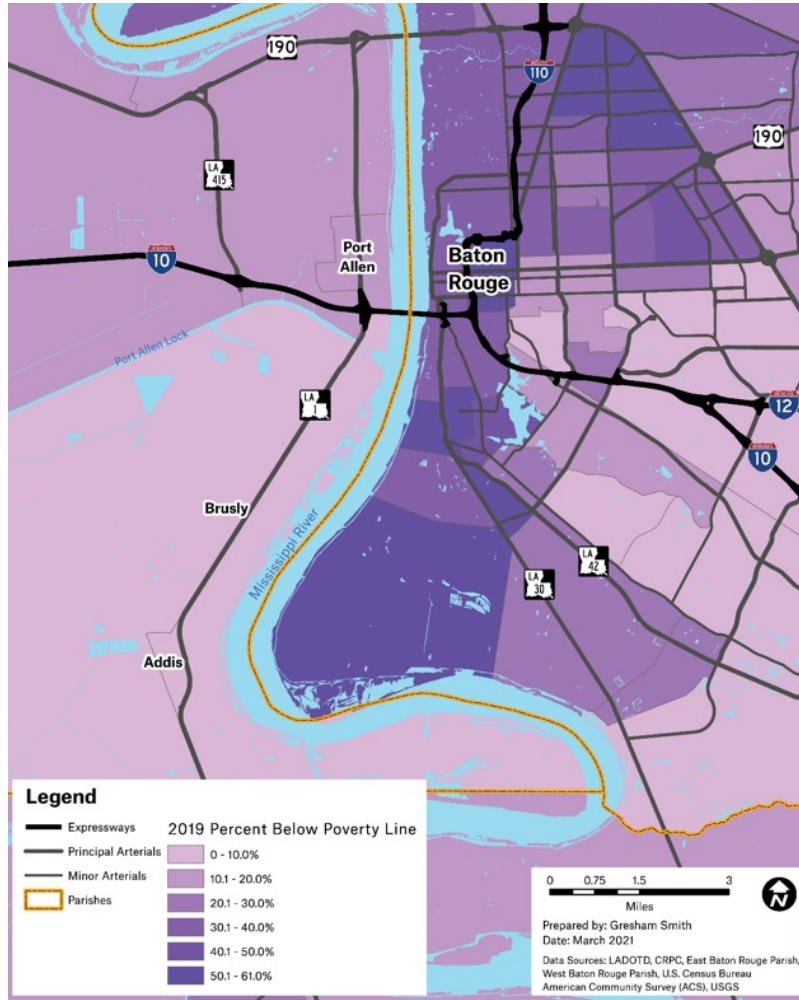 190
110
190
LA
415
10
Port
Allen
Baton
Rouge
Port Allen Lock
LA
1
12
10
Brusly
Mississippi River
LA
42
LA
30
Addis
Legend
Expressways
Principal Arterials
Minor Arterials
Parishes
2019 Percent Below Poverty Line
0 - 10.0%
10.1 - 20.0%
20.1 - 30.0%
30.1 - 40.0%
40.1 - 50.0%
50.1 - 61.0%
0 0.75 1.5 3
Miles
N
Prepared by: Gresham Smith
Date: March 2021
Data Sources: LADOTD, CRPC, East Baton Rouge Parish,
West Baton Rouge Parish, U.S. Census Bureau
American Community Survey (ACS), USGS